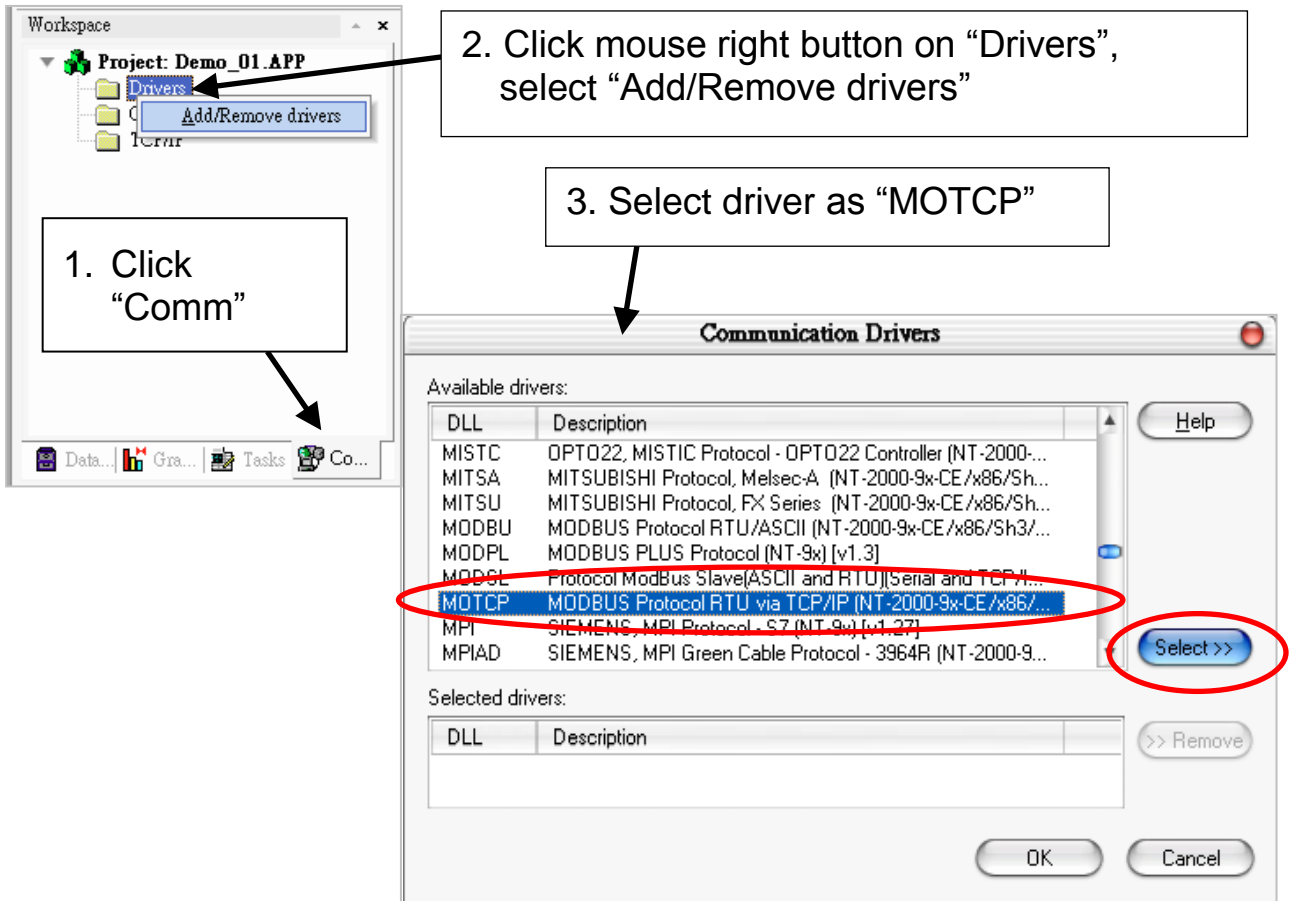 Workspace
Project: Demo_01.APP
Drivers
Add/Remove drivers
TCP/IP
2. Click mouse right button on “Drivers”,
select “Add/Remove drivers”
3. Select driver as “MOTCP”
1. Click
“Comm”
Data... Gra... Tasks Co...
Communication Drivers
Available drivers:
DLL Description
Help
MISTC OPTO22, MISTIC Protocol - OPTO22 Controller (NT-2000-...
MITSA MITSUBISHI Protocol, Melsec-A (NT-2000-9x-CE/x86/Sh...
MITSU MITSUBISHI Protocol, FX Series (NT-2000-9x-CE/x86/Sh...
MODBU MODBUS Protocol RTU/ASCII (NT-2000-9x-CE/x86/Sh3/...
MODPL MODBUS PLUS Protocol (NT-9x) [v1.3]
MODSL Protocol ModBus Slave(ASCII and RTU)(Serial and TCP/I...
MOTCP MODBUS Protocol RTU via TCP/IP (NT-2000-9x-CE/x86/...
MPI SIEMENS, MPI Protocol - S7 (NT-9x) [v1.27]
MPIAD SIEMENS, MPI Green Cable Protocol - 3964R (NT-2000-9...
Select >>
Selected drivers:
DLL Description
>> Remove
OK Cancel